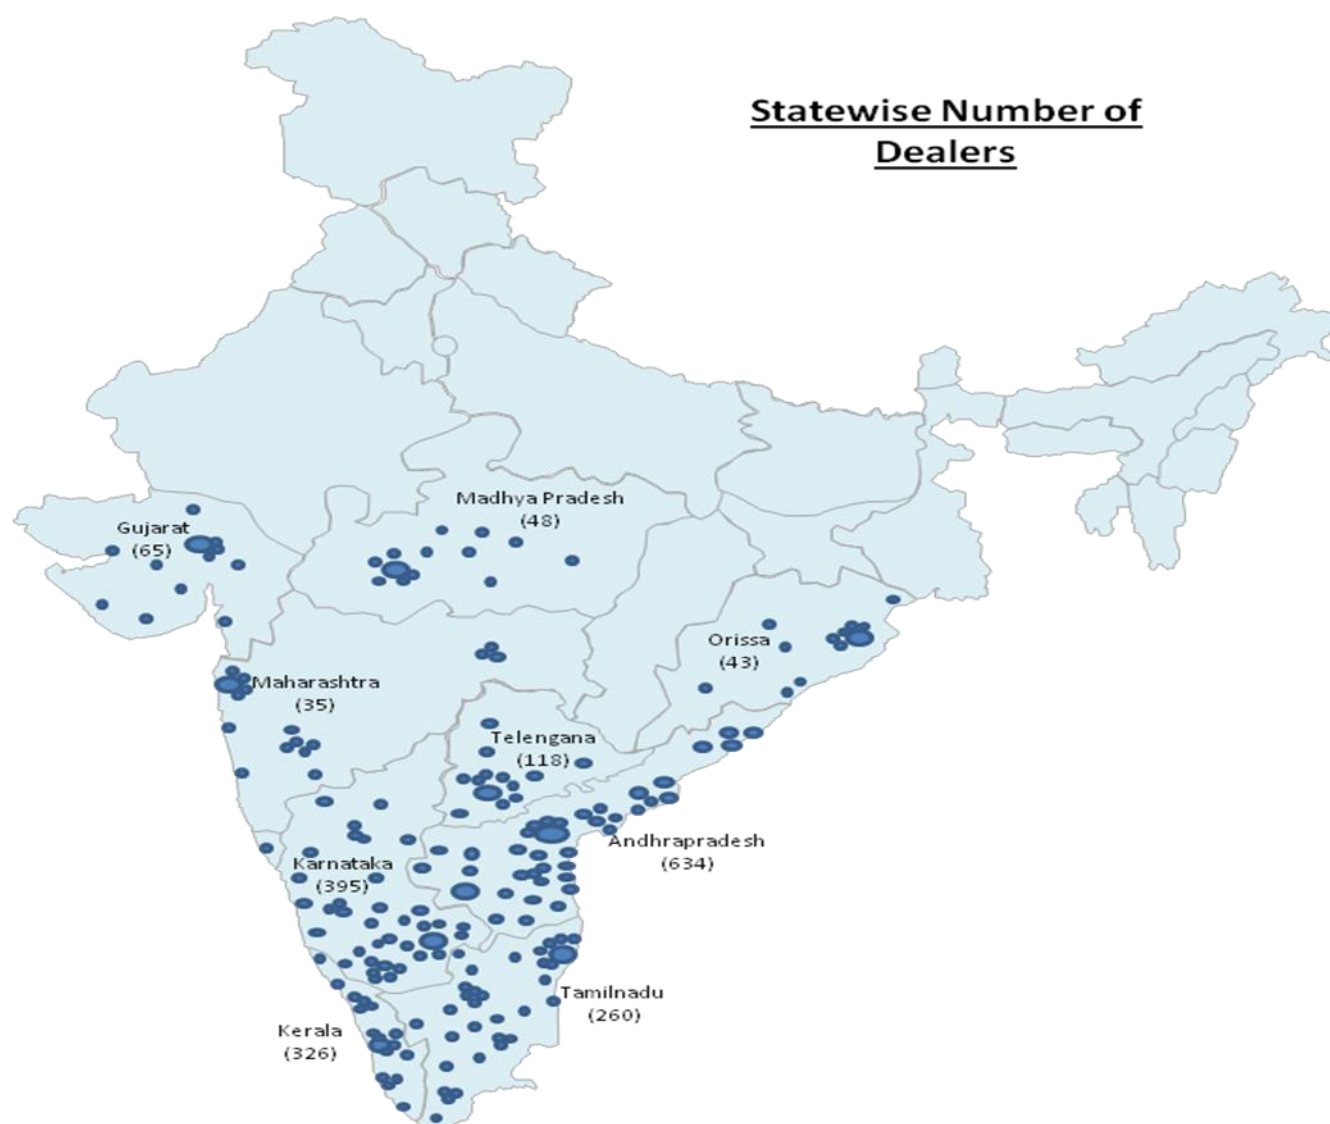 Statewise Number of
Dealers
Madhya Pradesh
(48)
Gujarat
(65)
Orissa
(43)
Maharashtra
(35)
Telengana
(118)
Andhrapradesh
(634)
Karnataka
(395)
Tamilnadu
(260)
Kerala
(326)